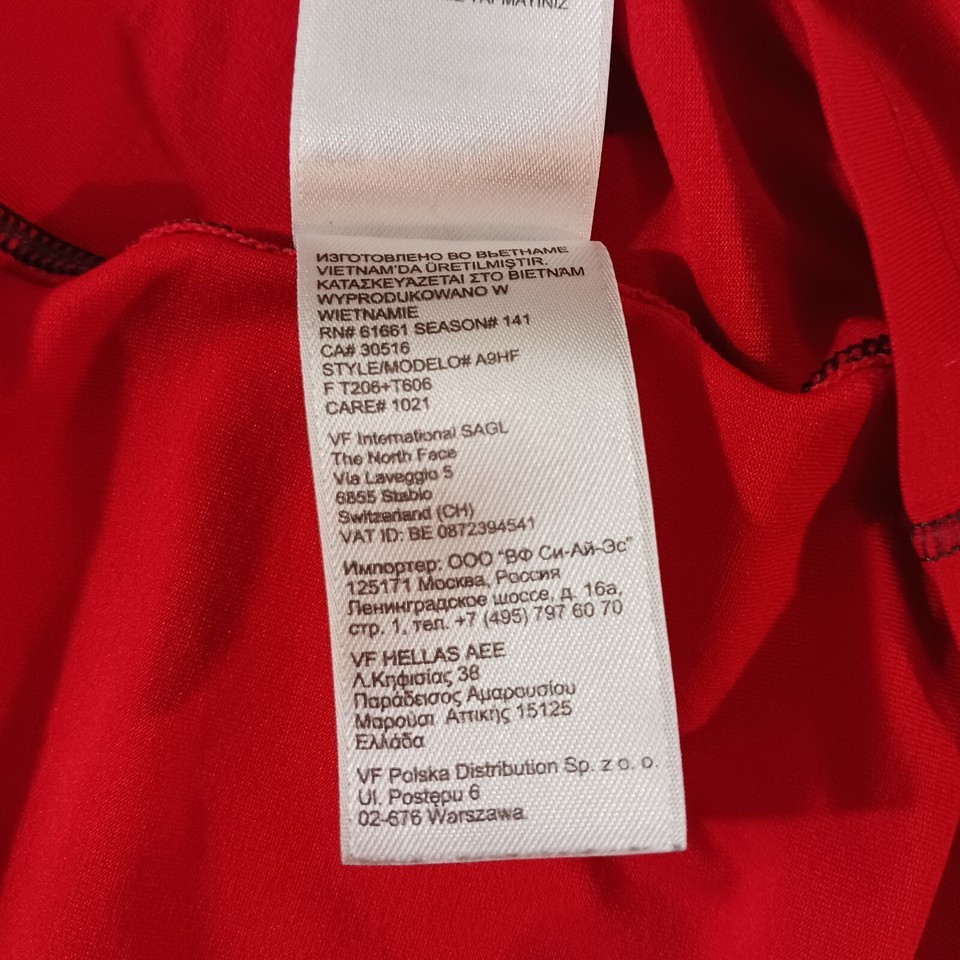 YAPMAYINIZ
ИЗГОТОВЛЕНО ВО ВЬЕТНАМЕ
VIETNAM'DA ÜRETILMIŞTIR.
ΚΑΤΑΣΚΕΥΆΖΕΤΑΙ ΣΤΟ ΒΙΕΤΝΑΜ
WYPRODUKOWANO W
WIETNAMIE
RN# 61661 SEASON# 141
CA# 30516
STYLE/MODELO# A9HF
F T206+T606
CARE# 1021
VF International SAGL
The North Face
Via Laveggio 5
6855 Stabio
Switzerland (CH)
VAT ID: BE 0872394541
Импортер: ООО "ВФ Си-Ай-Эс"
125171 Москва, Россия
Ленинградское шоссе, д. 16а,
стр. 1, тел. +7 (495) 797 60 70
VF HELLAS AEE
Λ.Κηφισίας 38
Παράδεισος Αμαρουσίου
Μαρούσι Αττικής 15125
Ελλάδα
VF Polska Distribution Sp. z o. o.
Ul. Postępu 6
02-676 Warszawa.